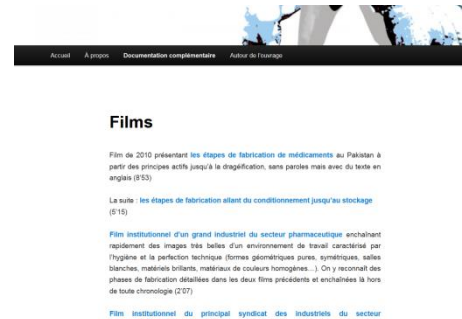 Accueil À propos Documentation complémentaire Autour de l'ouvrage
Films
Film de 2010 présentant les étapes de fabrication de médicaments au Pakistan à
partir des principes actifs jusqu'à la dragéification, sans paroles mais avec du texte en
anglais (8'53)
La suite : les étapes de fabrication allant du conditionnement jusqu'au stockage
(5'15)
Film institutionnel d'un grand industriel du secteur pharmaceutique enchaînant
rapidement des images très belles d'un environnement de travail caractérisé par
l'hygiène et la perfection technique (formes géométriques pures, symétriques, salles
blanches, matériels brillants, matériaux de couleurs homogènes…). On y reconnaît des
phases de fabrication détaillées dans les deux films précédents et enchaînées là hors
de toute chronologie (2'07)
Film institutionnel du principal syndicat des industriels du secteur